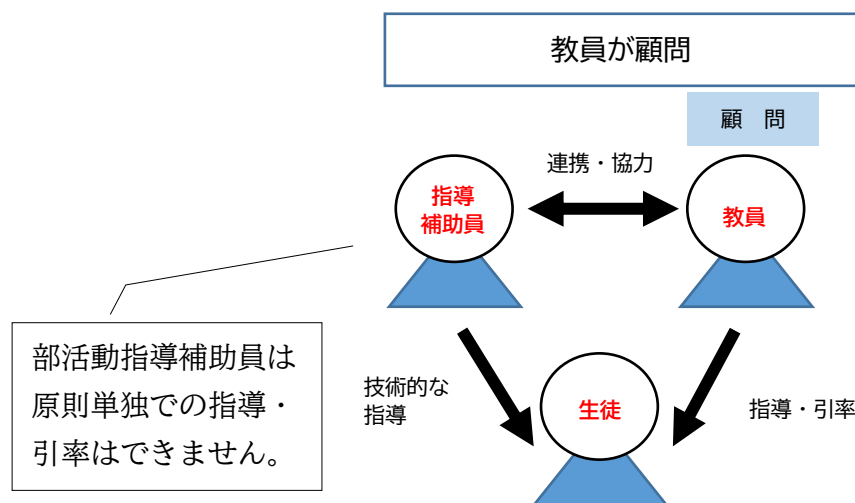 教員が顧問
顧　問
連携・協力
指導
補助員
教員
部活動指導補助員は
原則単独での指導・
引率はできません。
技術的な
指導
生徒
指導・引率